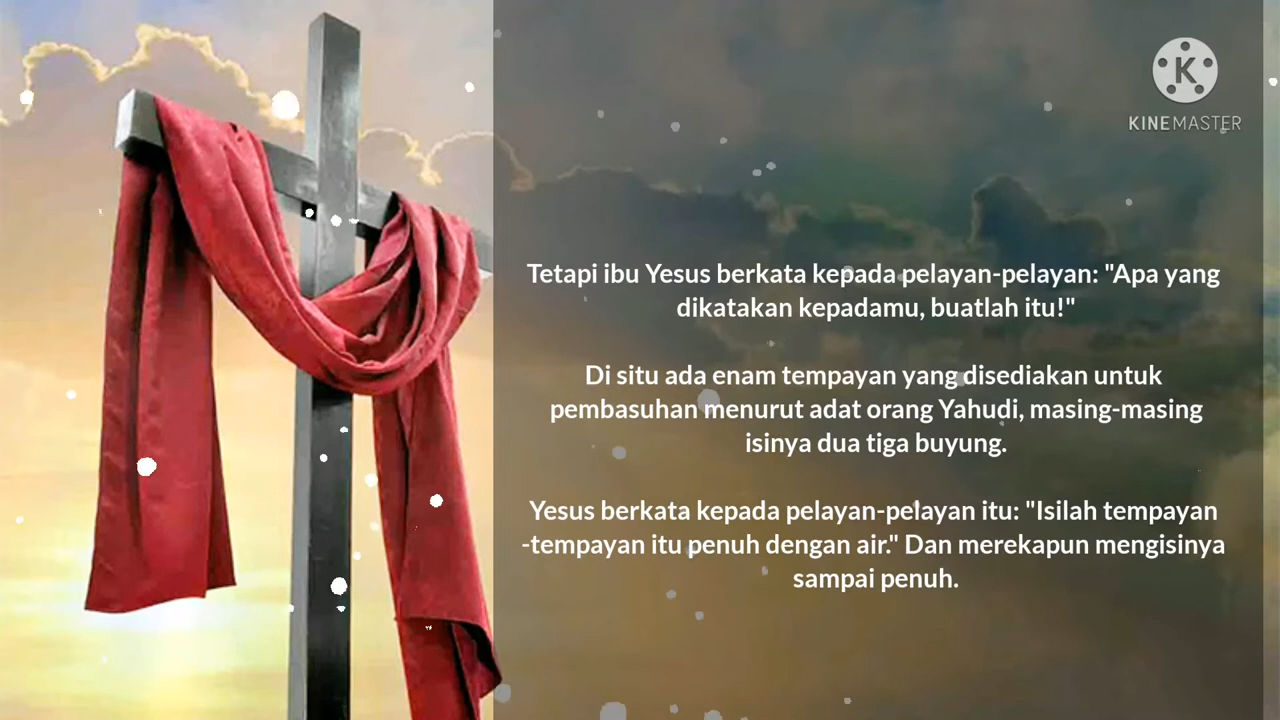 K
KINEMASTER
Tetapi ibu Yesus berkata kepada pelayan-pelayan: "Apa yang
dikatakan kepadamu, buatlah itu!"
Di situ ada enam tempayan yang disediakan untuk
pembasuhan menurut adat orang Yahudi, masing-masing
isinya dua tiga buyung.
Yesus berkata kepada pelayan-pelayan itu: "Isilah tempayan
-tempayan itu penuh dengan air." Dan merekapun mengisinya
sampai penuh.